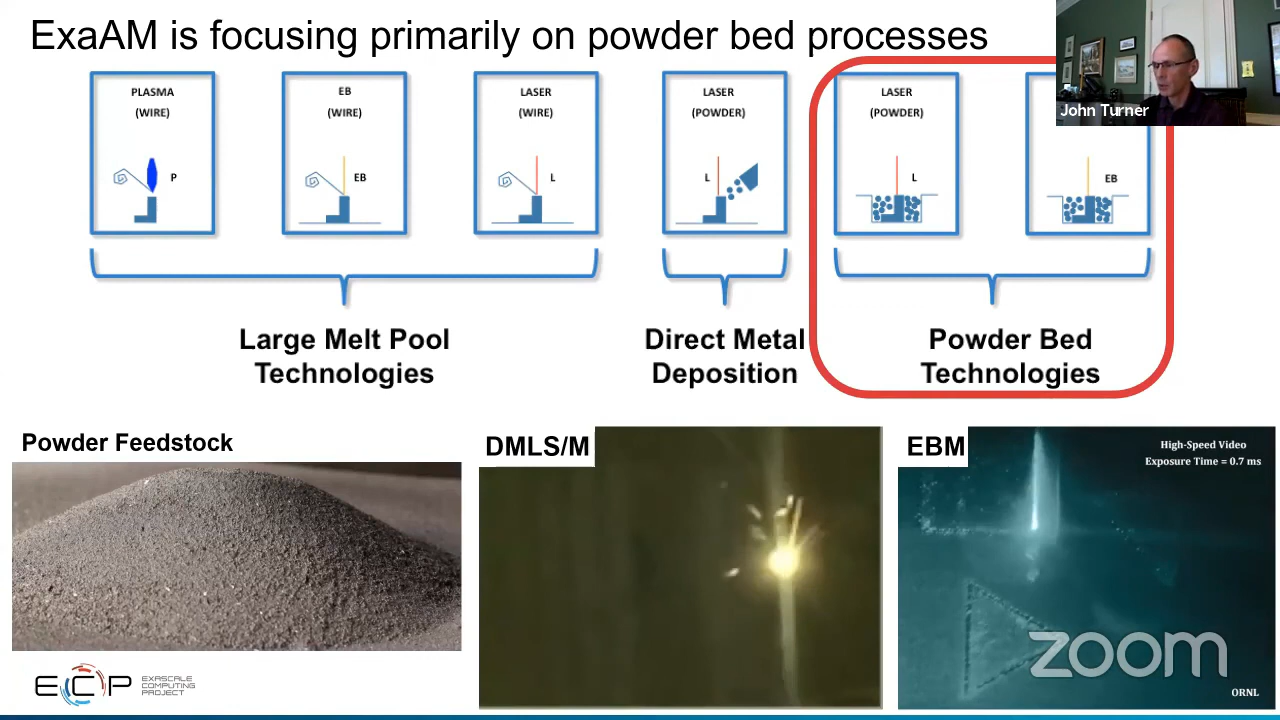 ExaAM is focusing primarily on powder bed processes
John Turner
PLASMA
(WIRE)
P
EB
(WIRE)
EB
LASER
(WIRE)
L
LASER
(POWDER)
L
LASER
(POWDER)
L
EB
Large Melt Pool
Technologies
Direct Metal
Deposition
Powder Bed
Technologies
Powder Feedstock
DMLS/M
EBM
High-Speed Video
Exposure Time = 0.7 ms
zoom
ORNL
ECP
EXASCALE
COMPUTING
PROJECT